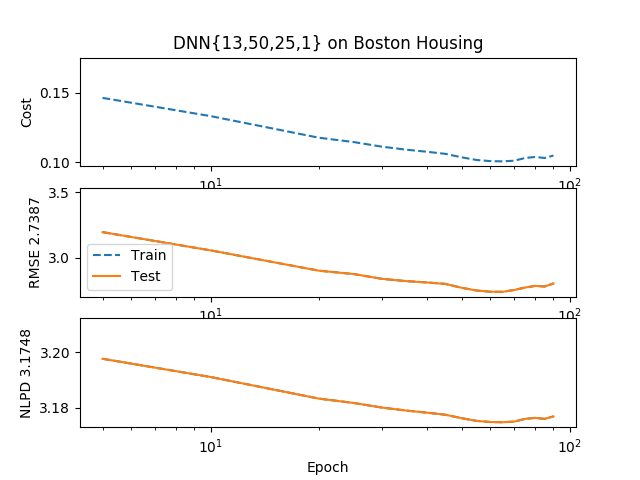 DNN{13,50,25,1} on Boston Housing
0.15
0.10
Cost
10¹ 10²
3.5
3.0
RMSE 2.7387
Train
Test
10¹ 10²
3.20
3.18
NLPD 3.1748
10¹ 10²
Epoch